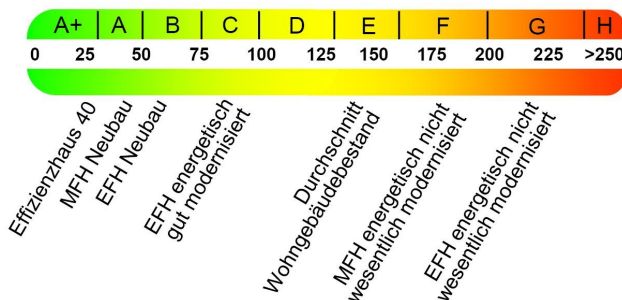 A+ A B C D E F G H
0 25 50 75 100 125 150 175 200 225 >250
Effizienzhaus 40
MFH Neubau
EFH Neubau
EFH energetisch
gut modernisiert
Durchschnitt
Wohngebäudebestand
MFH energetisch nicht
wesentlich modernisiert
EFH energetisch nicht
wesentlich modernisiert